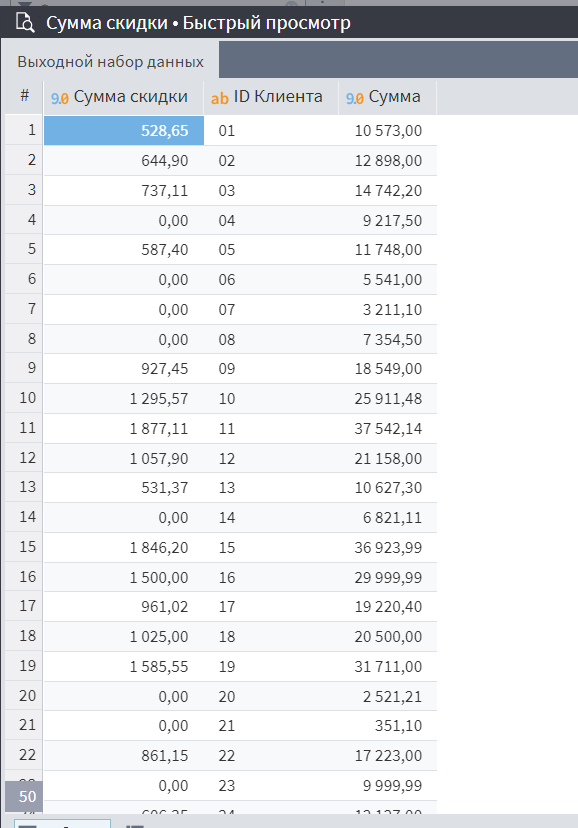 Сумма скидки • Быстрый просмотр
Выходной набор данных
# 9.0 Сумма скидки ab ID Клиента 9.0 Сумма
1 528,65 01 10 573,00
2 644,90 02 12 898,00
3 737,11 03 14 742,20
4 0,00 04 9 217,50
5 587,40 05 11 748,00
6 0,00 06 5 541,00
7 0,00 07 3 211,10
8 0,00 08 7 354,50
9 927,45 09 18 549,00
10 1 295,57 10 25 911,48
11 1 877,11 11 37 542,14
12 1 057,90 12 21 158,00
13 531,37 13 10 627,30
14 0,00 14 6 821,11
15 1 846,20 15 36 923,99
16 1 500,00 16 29 999,99
17 961,02 17 19 220,40
18 1 025,00 18 20 500,00
19 1 585,55 19 31 711,00
20 0,00 20 2 521,21
21 0,00 21 351,10
22 861,15 22 17 223,00
0,00 23 9 999,99
50